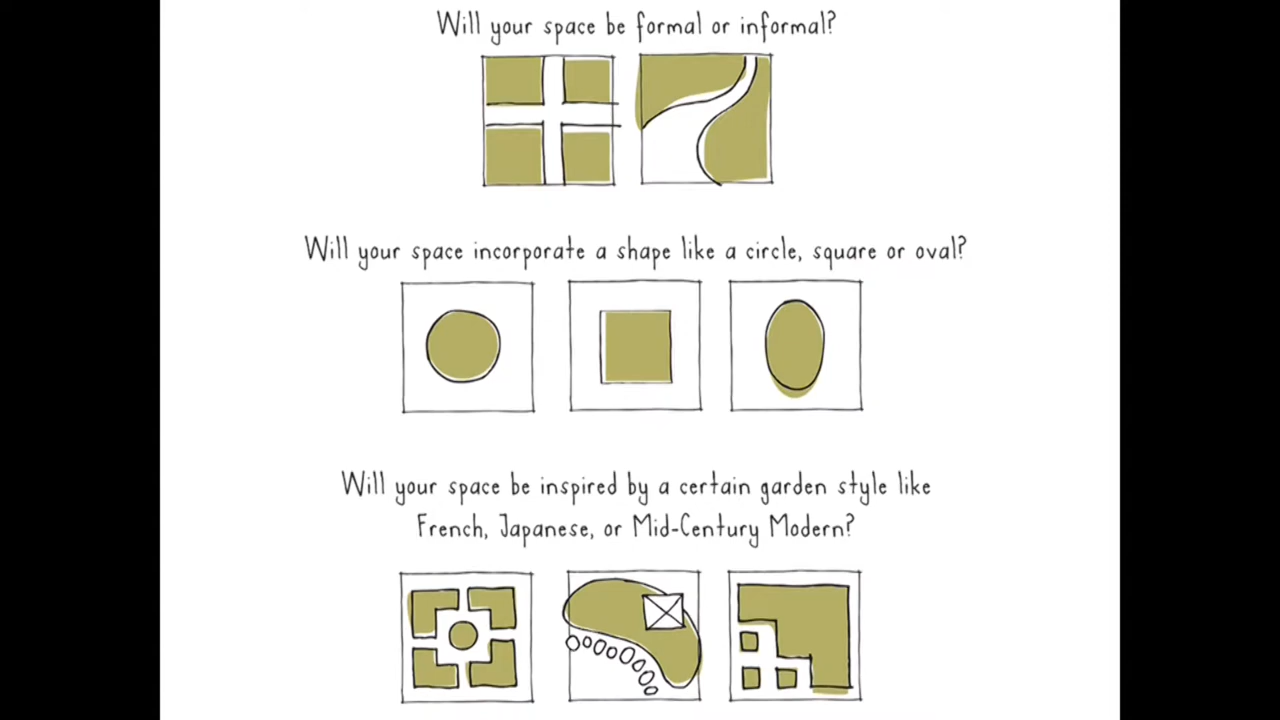 Will your space be formal or informal?
Will your space incorporate a shape like a circle, square or oval?
Will your space be inspired by a certain garden style like
French, Japanese, or Mid-Century Modern?